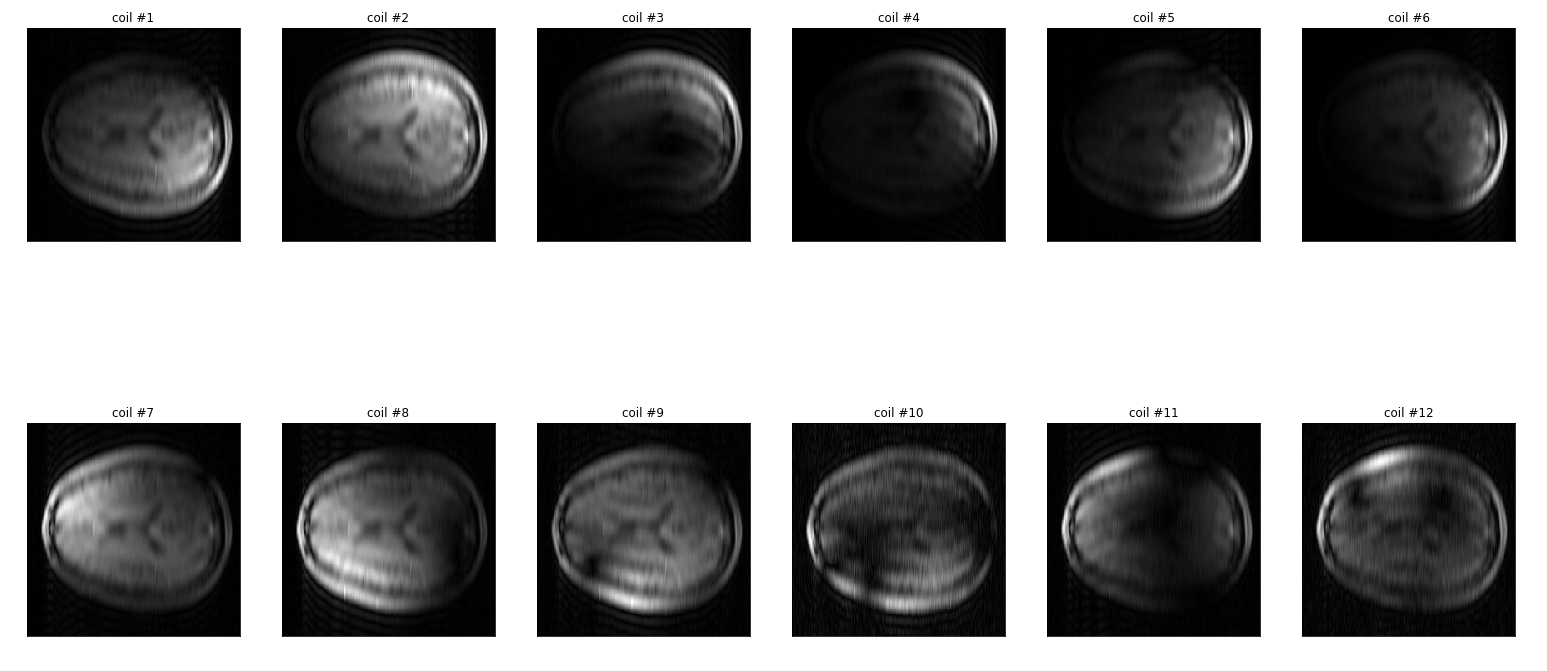 coil #1
coil #2
coil #3
coil #4
coil #5
coil #6
coil #7
coil #8
coil #9
coil #10
coil #11
coil #12